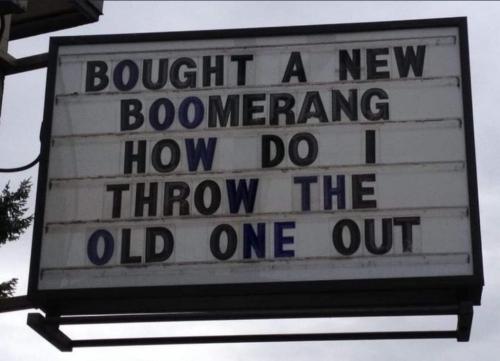 BOUGHT A NEW
BOOMERANG
HOW DO I
THROW THE
OLD ONE OUT